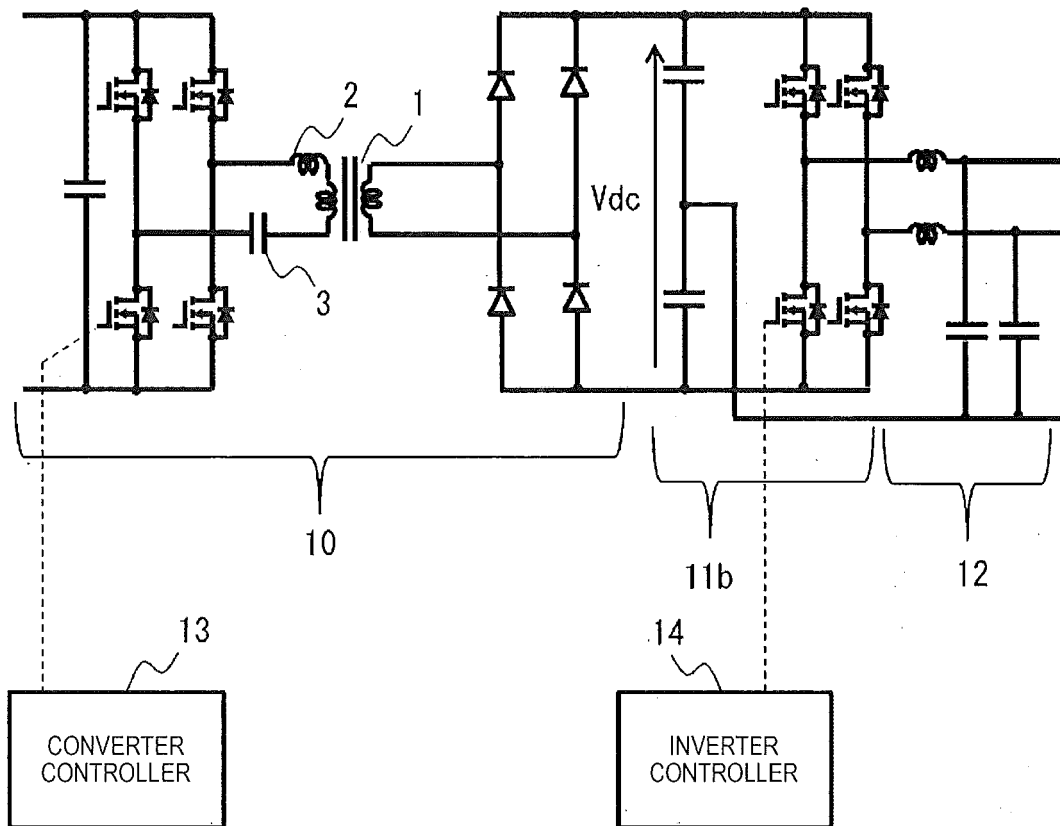 2
1
Vdc
3
10
11b
12
13
14
CONVERTER
CONTROLLER
INVERTER
CONTROLLER